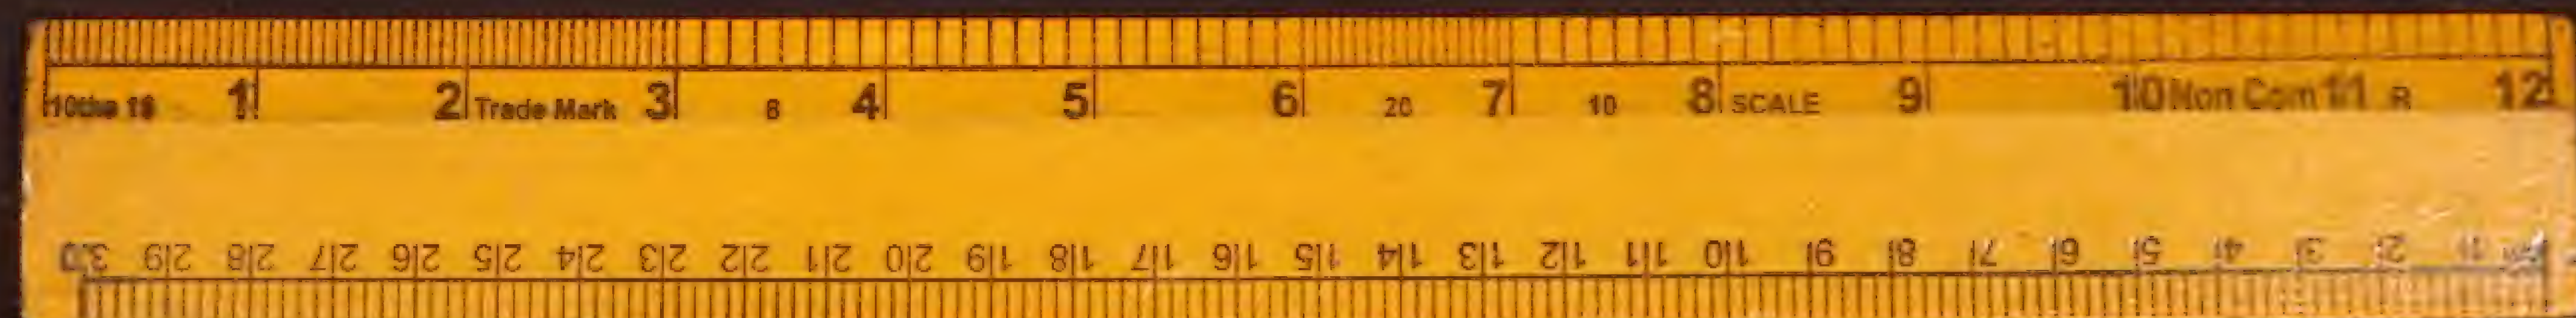 10ths 16 1 2 Trade Mark 3 8 4 5 6 20 7 10 8 SCALE 9 10 Non Com 11 R 12
30 29 28 27 26 25 24 23 22 21 20 19 18 17 16 15 14 13 12 11 10 9 8 7 6 5 4 3 2 1